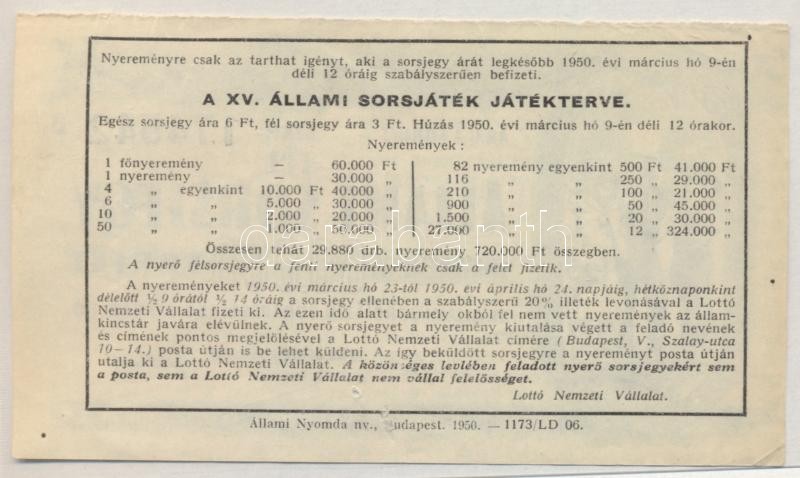 Nyereményre csak az tarthat igényt, aki a sorsjegy árát legkésőbb 1950. évi március hó 9-én
déli 12 óráig szabályszerűen befizeti.
A XV. ÁLLAMI SORSJÁTÉK JÁTÉKTERVE.
Egész sorsjegy ára 6 Ft, fél sorsjegy ára 3 Ft. Húzás 1950. évi március hó 9-én déli 12 órakor.
Nyeremények :
1 főnyeremény — 60.000 Ft 82 nyeremény egyenkint 500 Ft 41.000 Ft
1 nyeremény — 30.000 „ 116 „ „ 250 „ 29.000 „
4 „ egyenkint 10.000 Ft 40.000 „ 210 „ „ 100 „ 21.000 „
6 „ „ 5.000 „ 30.000 „ 900 „ „ 50 „ 45.000 „
10 „ „ 2.000 „ 20.000 „ 1.500 „ „ 20 „ 30.000 „
50 „ „ 1.000 „ 50.000 „ 27.000 „ „ 12 „ 324.000 „
Összesen tehát 29.880 drb. nyeremény 720.000 Ft összegben.
A nyerő félsorsjegyre a fenti nyereményeknek csak a felét fizetik.
A nyereményeket 1950. évi március hó 23-tól 1950. évi április hó 24. napjáig, hétköznaponkint
délelőtt ½ 9 órától ½ 14 óráig a sorsjegy ellenében a szabályszerű 20% illeték levonásával a Lottó
Nemzeti Vállalat fizeti ki. Az ezen idő alatt bármely okból fel nem vett nyeremények az állam-
kincstár javára elévülnek. A nyerő sorsjegyet a nyeremény kiutalása végett a feladó nevének
és címének pontos megjelölésével a Lottó Nemzeti Vállalat címére (Budapest, V., Szalay-utca
10–14.) posta útján is be lehet küldeni. Az így beküldött sorsjegyre a nyereményt posta útján
utalja ki a Lottó Nemzeti Vállalat. A közönséges levélben feladott nyerő sorsjegyekért sem
a posta, sem a Lottó Nemzeti Vállalat nem vállal felelősséget.
Lottó Nemzeti Vállalat.
Állami Nyomda nv., Budapest. 1950. — 1173/LD 06.
darabanth